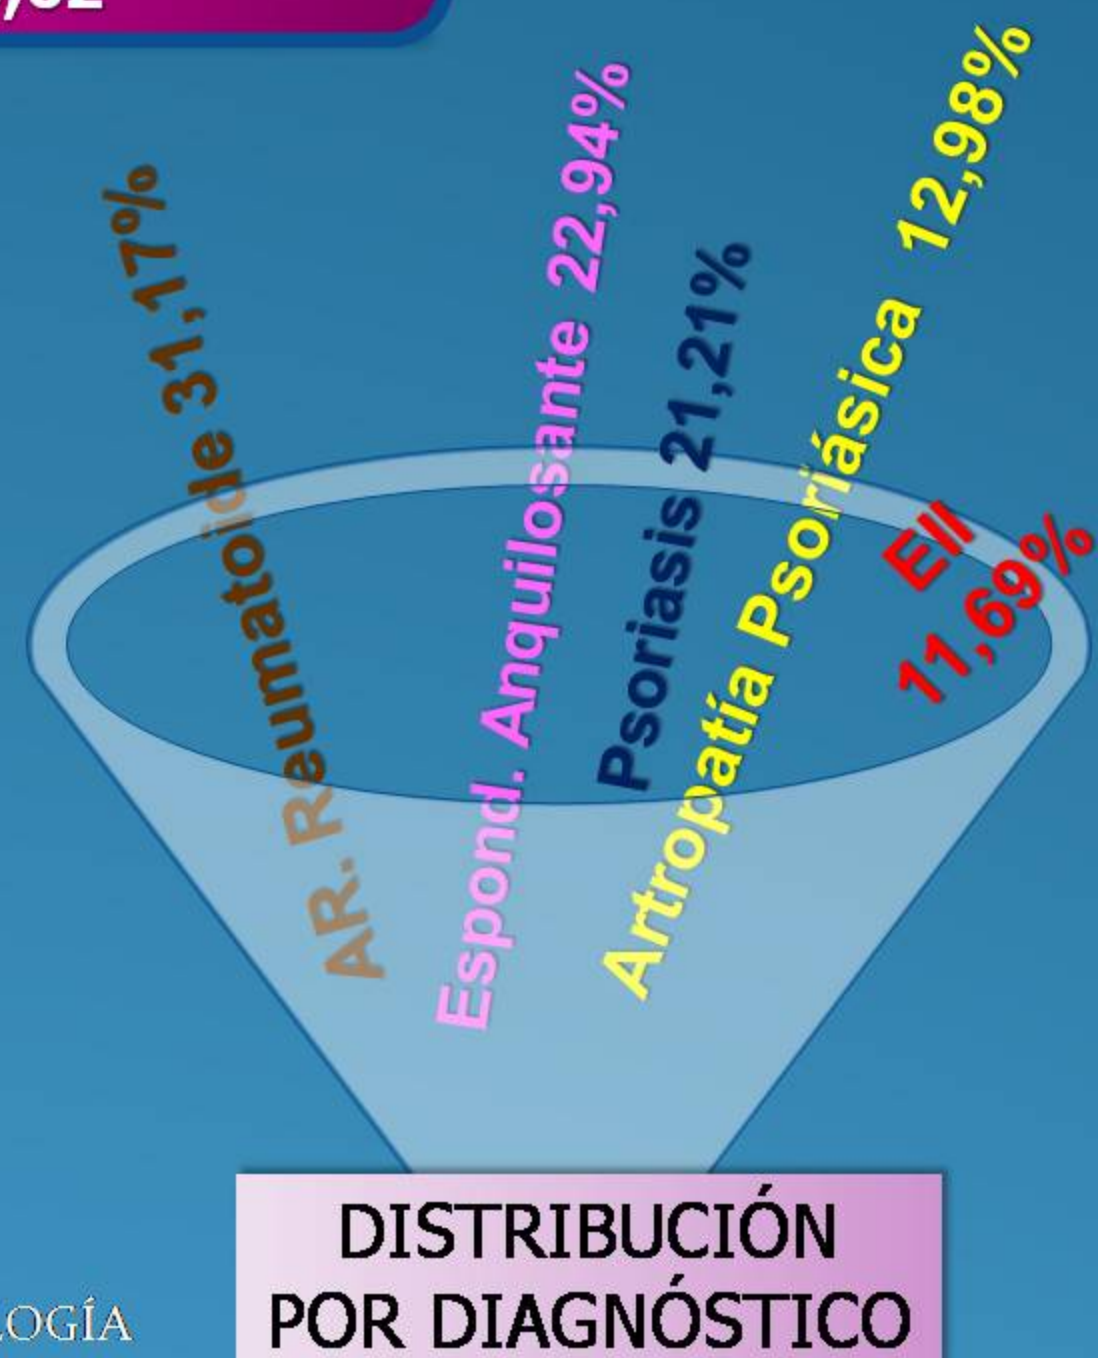 AR. Reumatoide 31,17%
Espond. Anquilosante 22,94%
Psoriasis 21,21%
Artropatía Psoriásica 12,98%
EII
11,69%
DISTRIBUCIÓN
POR DIAGNÓSTICO
LOGÍA